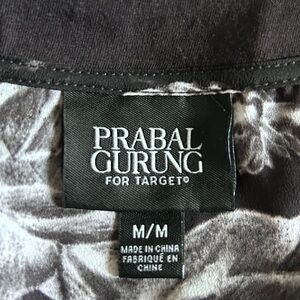 PRABAL
GURUNG
FOR TARGET©
M/M
MADE IN CHINA
FABRIQUÉ EN
CHINE